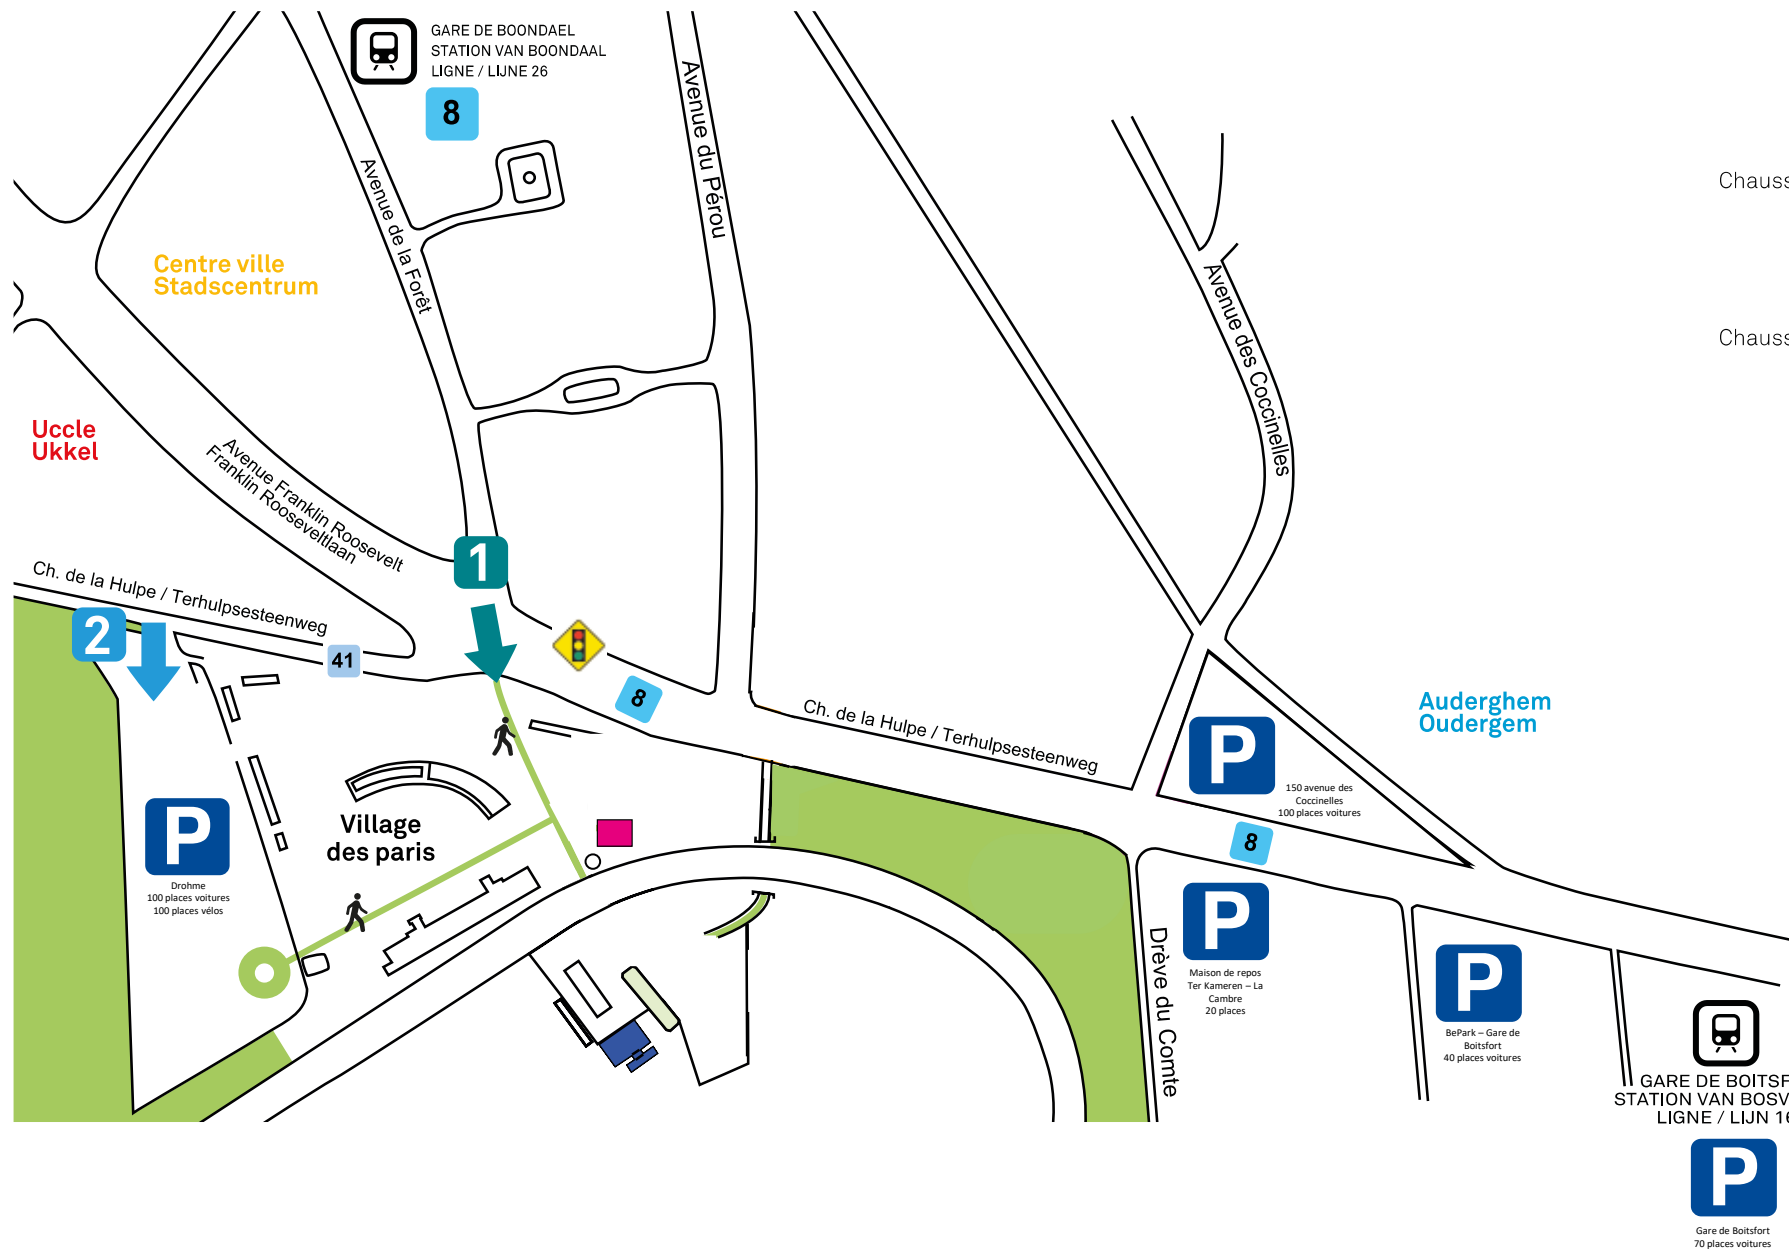 GARE DE BOONDAEL
STATION VAN BOONDAAL
LIGNE / LIJNE 26
8
Avenue du Pérou
Avenue de la Forêt
Chauss
Centre ville
Stadscentrum
Avenue des Coccinelles
Chauss
Uccle
Ukkel
Avenue Franklin Roosevelt
Franklin Rooseveltlaan
1
Ch. de la Hulpe / Terhulpsesteenweg
2
41
8
Ch. de la Hulpe / Terhulpsesteenweg
Auderghem
Oudergem
P
150 avenue des
Coccinelles
100 places voitures
8
P
Drohme
100 places voitures
100 places vélos
Village
des paris
P
Maison de repos
Ter Kameren – La
Cambre
20 places
Drève du Comte
P
BePark – Gare de
Boitsfort
40 places voitures
GARE DE BOITSF
STATION VAN BOSV
LIGNE / LIJN 16
P
Gare de Boitsfort
70 places voitures